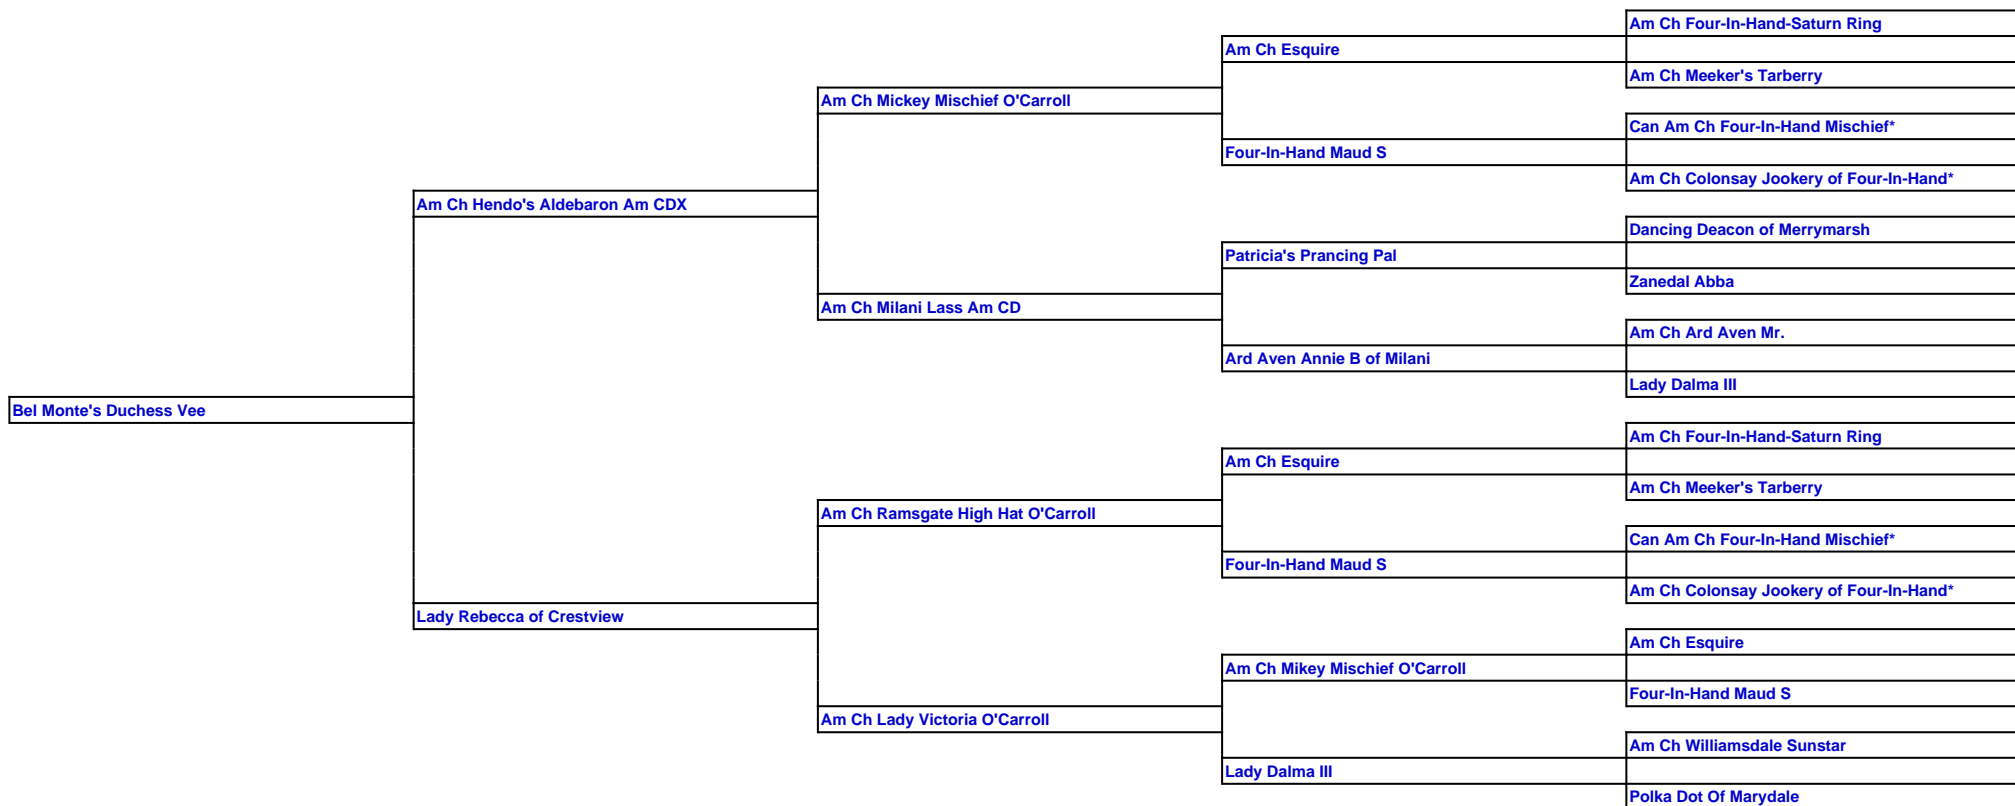 Am Ch Four-In-Hand-Saturn Ring
Am Ch Esquire
Am Ch Meeker's Tarberry
Am Ch Mickey Mischief O'Carroll
Can Am Ch Four-In-Hand Mischief*
Four-In-Hand Maud S
Am Ch Colonsay Jookery of Four-In-Hand*
Am Ch Hendo's Aldebaron Am CDX
Dancing Deacon of Merrymarsh
Patricia's Prancing Pal
Zanedal Abba
Am Ch Milani Lass Am CD
Am Ch Ard Aven Mr.
Ard Aven Annie B of Milani
Lady Dalma III
Bel Monte's Duchess Vee
Am Ch Four-In-Hand-Saturn Ring
Am Ch Esquire
Am Ch Meeker's Tarberry
Am Ch Ramsgate High Hat O'Carroll
Can Am Ch Four-In-Hand Mischief*
Four-In-Hand Maud S
Am Ch Colonsay Jookery of Four-In-Hand*
Lady Rebecca of Crestview
Am Ch Esquire
Am Ch Mikey Mischief O'Carroll
Four-In-Hand Maud S
Am Ch Lady Victoria O'Carroll
Am Ch Williamsdale Sunstar
Lady Dalma III
Polka Dot Of Marydale